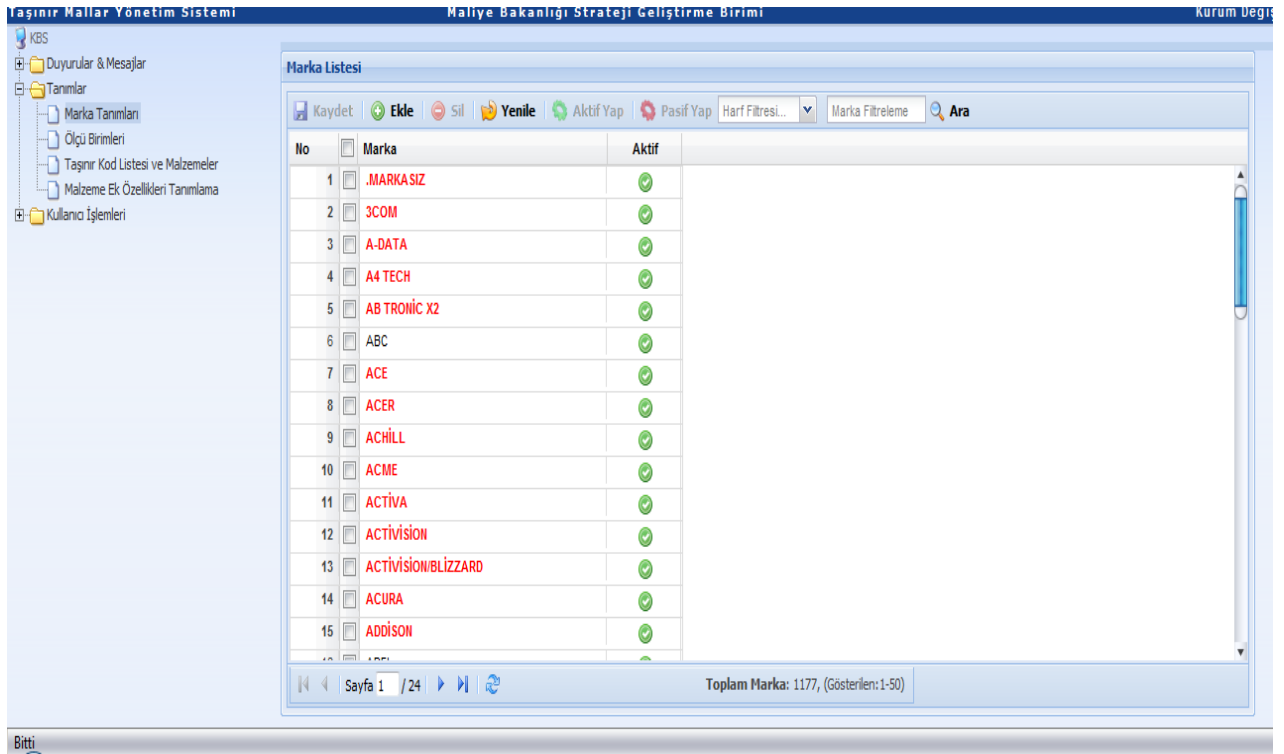 Taşınır Mallar Yönetim Sistemi Maliye Bakanlığı Strateji Geliştirme Birimi Kurum Değiş
KBS
Duyurular & Mesajlar
Tanımlar
Marka Tanımları
Ölçü Birimleri
Taşınır Kod Listesi ve Malzemeler
Malzeme Ek Özellikleri Tanımlama
Kullanıcı İşlemleri
Marka Listesi
Kaydet Ekle Sil Yenile Aktif Yap Pasif Yap Harf Filtresi... Marka Filtreleme Ara
No Marka Aktif
1 .MARKASIZ
2 3COM
3 A-DATA
4 A4 TECH
5 AB TRONİC X2
6 ABC
7 ACE
8 ACER
9 ACHİLL
10 ACME
11 ACTİVA
12 ACTİVİSİON
13 ACTİVİSİON/BLİZZARD
14 ACURA
15 ADDİSON
Sayfa 1 / 24 Toplam Marka: 1177, (Gösterilen:1-50)
Bitti